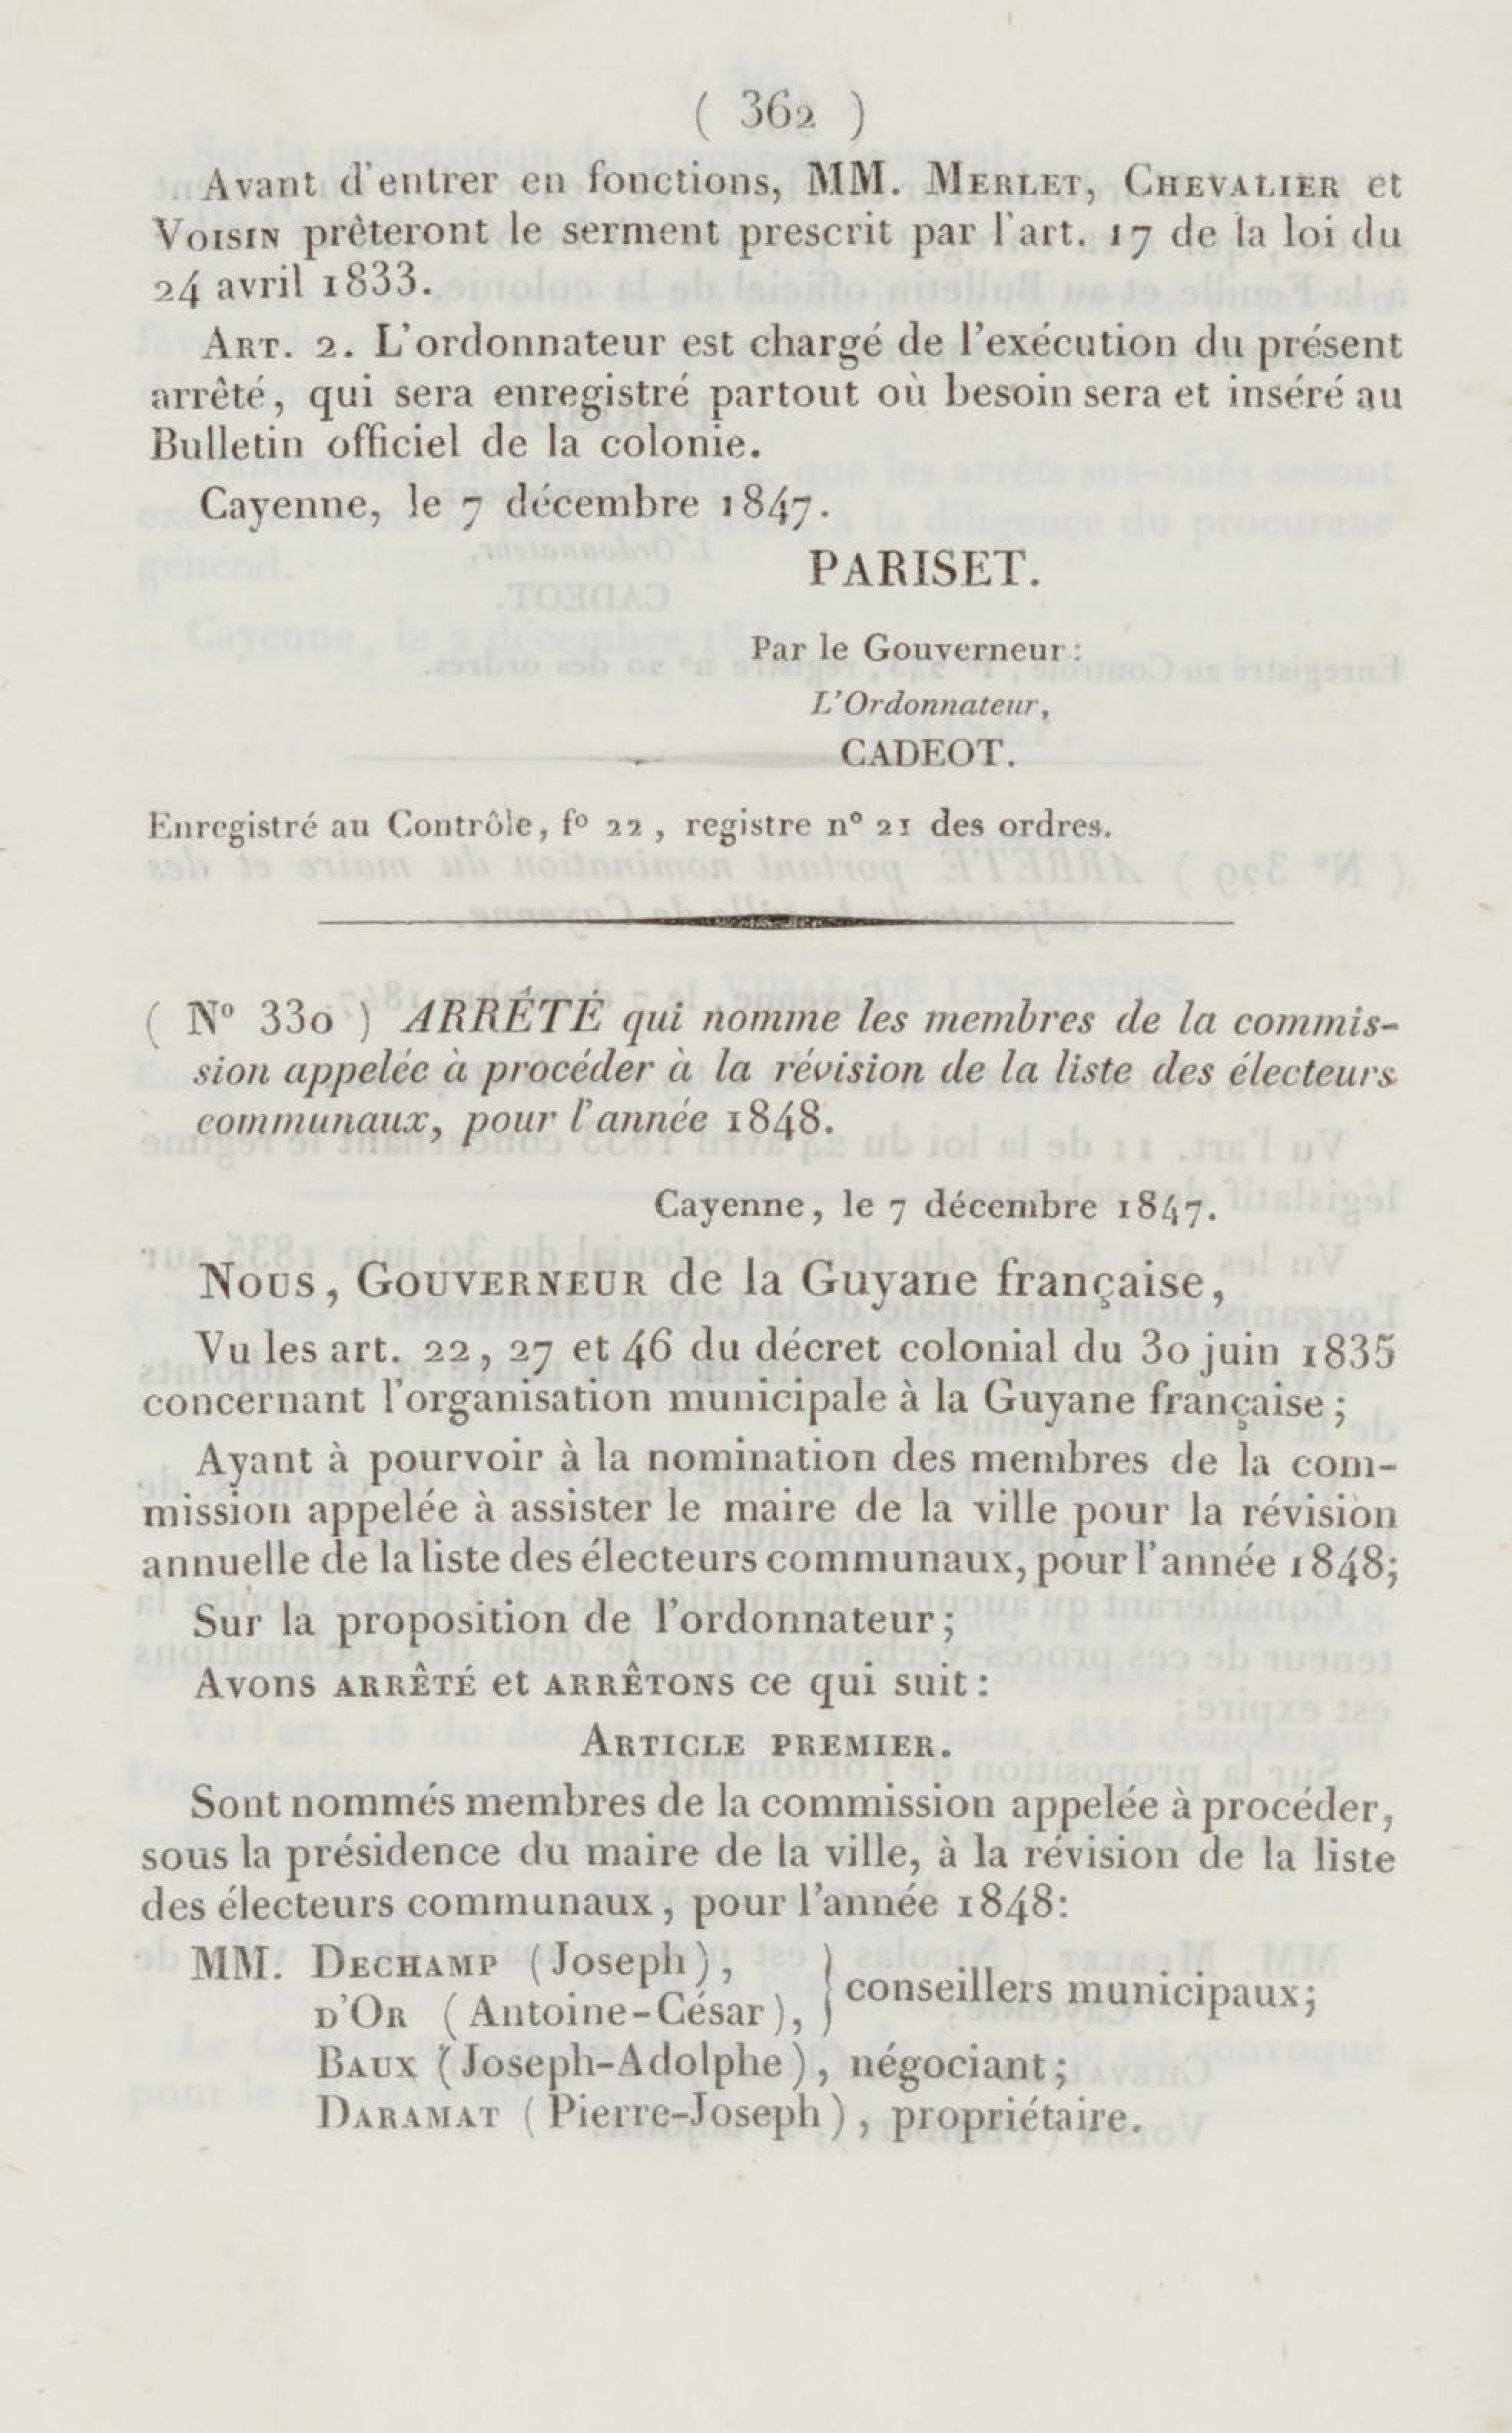 ( 362 )
Avant d'entrer en fonctions, MM. MERLET, CHEVALIER et
VOISIN prêteront le serment prescrit par l'art. 17 de la loi du
24 avril 1833.
ART. 2. L'ordonnateur est chargé de l'exécution du présent
arrêté, qui sera enregistré partout où besoin sera et inséré au
Bulletin officiel de la colonie.
Cayenne, le 7 décembre 1847.
PARISET.
Par le Gouverneur:
L'Ordonnateur,
CADEOT.
Enregistré au Contrôle, fo 22, registre n° 21 des ordres.
( N° 330 ) ARRÊTÉ qui nomme les membres de la commis-
sion appelée à procéder à la révision de la liste des électeurs
communaux, pour l'année 1848.
Cayenne, le 7 décembre 1847.
NOUS, GOUVERNEUR de la Guyane française,
Vu les art. 22, 27 et 46 du décret colonial du 30 juin 1835
concernant l'organisation municipale à la Guyane française;
Ayant à pourvoir à la nomination des membres de la com-
mission appelée à assister le maire de la ville pour la révision
annuelle de la liste des électeurs communaux, pour l'année 1848;
Sur la proposition de l'ordonnateur;
Avons ARRÊTÉ et ARRÊTONS ce qui suit:
ARTICLE PREMIER.
Sont nommés membres de la commission appelée à procéder,
sous la présidence du maire de la ville, à la révision de la liste
des électeurs communaux, pour l'année 1848:
MM. DECHAMP (Joseph),
D'OR (Antoine-César), } conseillers municipaux;
BAUX (Joseph-Adolphe), négociant;
DARAMAT (Pierre-Joseph), propriétaire.